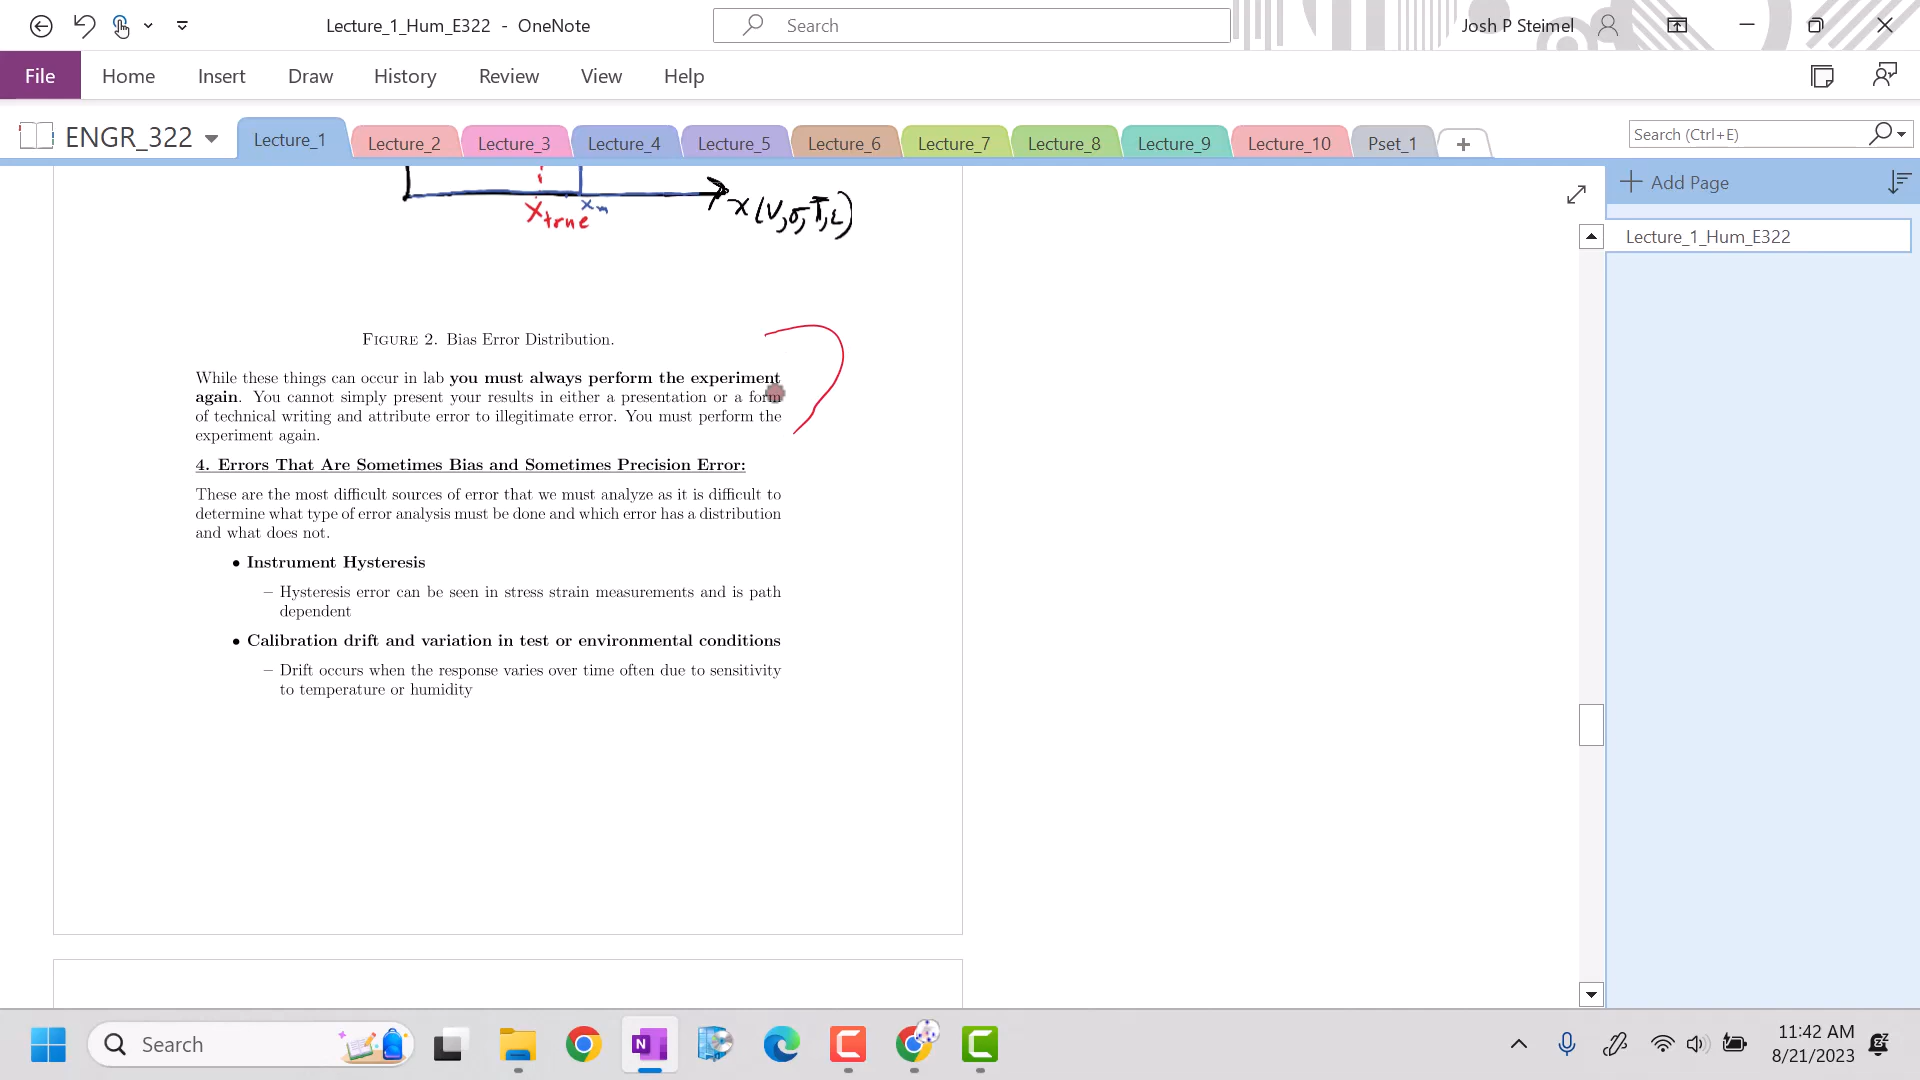 Lecture_1_Hum_E322 - OneNote
Search
Josh P Steimel
File Home Insert Draw History Review View Help
ENGR_322
Lecture_1 Lecture_2 Lecture_3 Lecture_4 Lecture_5 Lecture_6 Lecture_7 Lecture_8 Lecture_9 Lecture_10 Pset_1 +
Search (Ctrl+E)
Add Page
Lecture_1_Hum_E322
xtrue xm x(V,σ,T,L)
FIGURE 2. Bias Error Distribution.
While these things can occur in lab you must always perform the experiment
again. You cannot simply present your results in either a presentation or a form
of technical writing and attribute error to illegitimate error. You must perform the
experiment again.
4. Errors That Are Sometimes Bias and Sometimes Precision Error:
These are the most difficult sources of error that we must analyze as it is difficult to
determine what type of error analysis must be done and which error has a distribution
and what does not.
• Instrument Hysteresis
– Hysteresis error can be seen in stress strain measurements and is path
dependent
• Calibration drift and variation in test or environmental conditions
– Drift occurs when the response varies over time often due to sensitivity
to temperature or humidity
Search
11:42 AM
8/21/2023